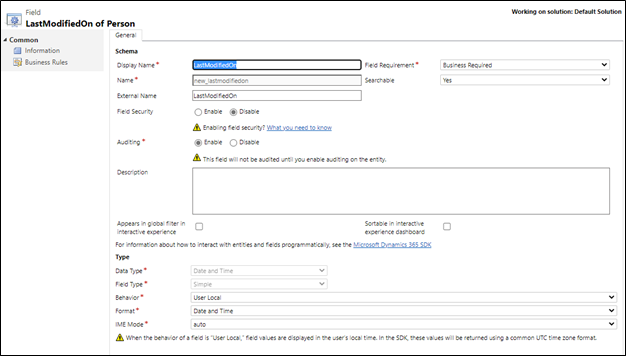 Field
Working on solution: Default Solution
LastModifiedOn of Person
Common
Information
Business Rules
General
Schema
Display Name * LastModifiedOn Field Requirement * Business Required
Name * new_lastmodifiedon Searchable Yes
External Name LastModifiedOn
Field Security Enable Disable
Enabling field security? What you need to know
Auditing * Enable Disable
This field will not be audited until you enable auditing on the entity.
Description
Appears in global filter in interactive experience
Sortable in interactive experience dashboard
For information about how to interact with entities and fields programmatically, see the Microsoft Dynamics 365 SDK
Type
Data Type * Date and Time
Field Type * Simple
Behavior * User Local
Format * Date and Time
IME Mode * auto
When the behavior of a field is "User Local," field values are displayed in the user's local time. In the SDK, these values will be returned using a common UTC time zone format.